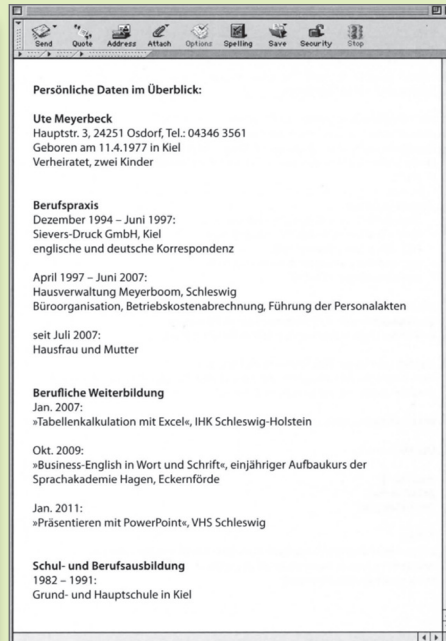 Send Quote Address Attach Options Spelling Save Security Stop
Persönliche Daten im Überblick:
Ute Meyerbeck
Hauptstr. 3, 24251 Osdorf, Tel.: 04346 3561
Geboren am 11.4.1977 in Kiel
Verheiratet, zwei Kinder
Berufspraxis
Dezember 1994 – Juni 1997:
Sievers-Druck GmbH, Kiel
englische und deutsche Korrespondenz
April 1997 – Juni 2007:
Hausverwaltung Meyerboom, Schleswig
Büroorganisation, Betriebskostenabrechnung, Führung der Personalakten
seit Juli 2007:
Hausfrau und Mutter
Berufliche Weiterbildung
Jan. 2007:
»Tabellenkalkulation mit Excel«, IHK Schleswig-Holstein
Okt. 2009:
»Business-English in Wort und Schrift«, einjähriger Aufbaukurs der
Sprachakademie Hagen, Eckernförde
Jan. 2011:
»Präsentieren mit PowerPoint«, VHS Schleswig
Schul- und Berufsausbildung
1982 – 1991:
Grund- und Hauptschule in Kiel